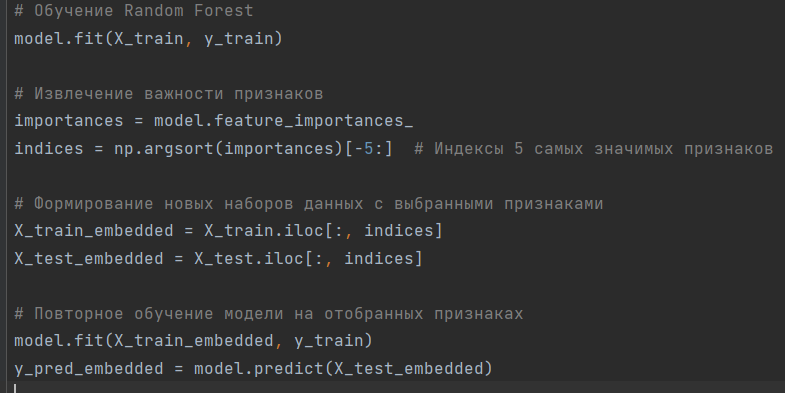 # Обучение Random Forest
model.fit(X_train, y_train)
# Извлечение важности признаков
importances = model.feature_importances_
indices = np.argsort(importances)[-5:]  # Индексы 5 самых значимых признаков
# Формирование новых наборов данных с выбранными признаками
X_train_embedded = X_train.iloc[:, indices]
X_test_embedded = X_test.iloc[:, indices]
# Повторное обучение модели на отобранных признаках
model.fit(X_train_embedded, y_train)
y_pred_embedded = model.predict(X_test_embedded)